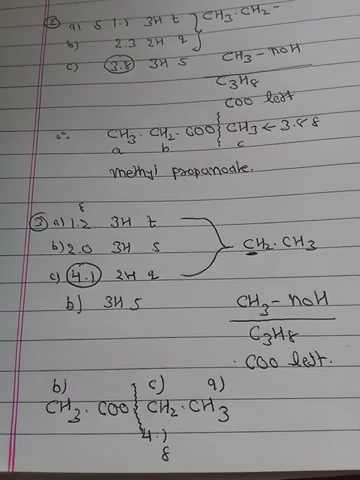 ② a) δ 1.1 3H t } CH₃·CH₂-
b) 2.3 2H q
c) 3.8 3H s CH₃ - noH
C₃H₈
COO left
∴ CH₃·CH₂·COO CH₃ ← 3.8δ
a b c
methyl propanoate.
δ
③ a) 1.2 3H t
b) 2.0 3H s CH₂·CH₃
c) 4.1 2H q
b) 3H s CH₃ - noH
C₃H₈
COO left.
b) c) a)
CH₃·COO CH₂·CH₃
4.1
δ